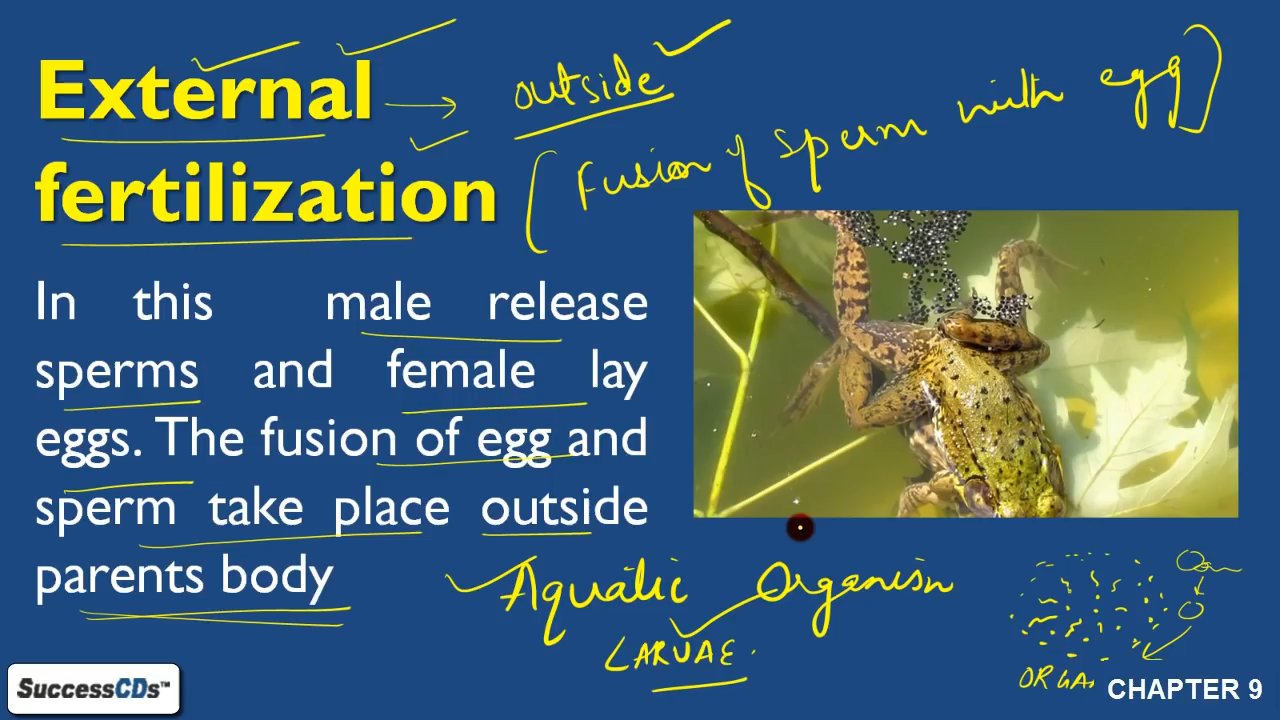 External
fertilization
outside
(Fusion of sperm with egg)
In this male release
sperms and female lay
eggs. The fusion of egg and
sperm take place outside
parents body
Aquatic Organism
LARVAE.
ORGA
SuccessCDs™
CHAPTER 9